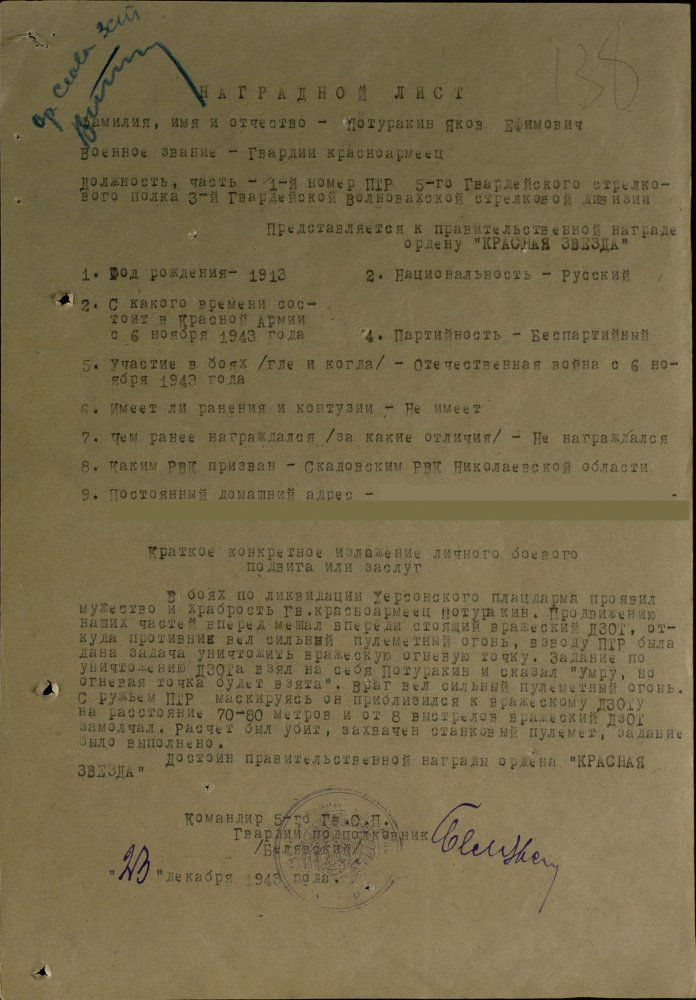 Ор. Слава 3ст
138
НАГРАДНОЙ ЛИСТ
Фамилия, имя и отчество - Потуракин Яков Ефимович
Военное звание - Гвардии красноармеец
Должность, часть - 1-й номер ПТР 5-го Гвардейского стрелко-
вого полка 3-й Гвардейской Волновахской стрелковой дивизии
Представляется к правительственной награде
ордену "КРАСНАЯ ЗВЕЗДА"
1. Год рождения- 1913 2. Национальность - Русский
2. С какого времени сос-
тоит в Красной Армии
с 6 ноября 1943 года 4. Партийность - Беспартийный
5. Участие в боях /где и когла/ - Отечественная война с 6 но-
ября 1943 года
6. Имеет ли ранения и контузии - Не имеет
7. Чем ранее награждался /за какие отличия/ - Не награждался
8. Каким РВК призван - Скадовским РВК Николаевской области
9. Постоянный домашний адрес -
Краткое конкретное излажение личного боевого
подвига или заслуг
В боях по ликвидации Херсонского плацдарма проявил
мужество и храбрость Гв.красноармеец Потуракин. Продвижению
наших частей вперед мешал впереди стоящий вражеский ДЗОТ, от-
куда противник вел сильный пулеметный огонь, взводу ПТР была
дана задача уничтожить вражескую огневую точку. Задание по
уничтожению ДЗОТа взял на себя Потуракин и сказал "Умру, но
огневая точка будет взята". Враг вел сильный пулеметный огонь.
С ружьем ПТР маскируясь он приблизился к вражескому ДЗОТу
на расстояние 70-80 метров и от 8 выстрелов вражеский ДЗОТ
замолчал. Расчет был убит, захвачен станковый пулемет, задание
было выполнено.
Достоин правительственной награды ордена "КРАСНАЯ
ЗВЕЗДА"
Командир 5-го Гв.С.П.
Гвардии подполковник
/Белявский/
"23" декабря 1943 года.